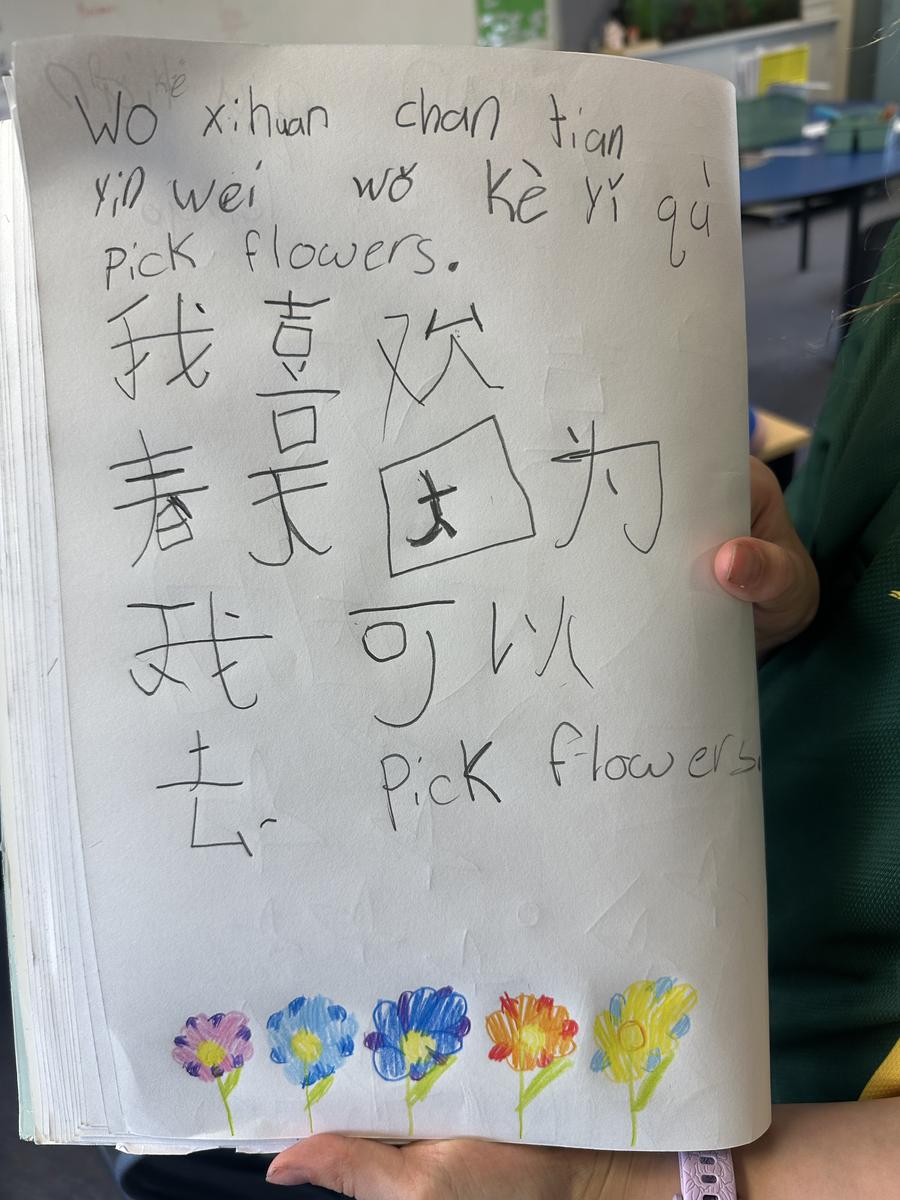 Wo xihuan chan tian
yin wei wǒ kè yǐ qù
pick flowers.
我喜欢
春天因为
我可以
去 pick flowers.